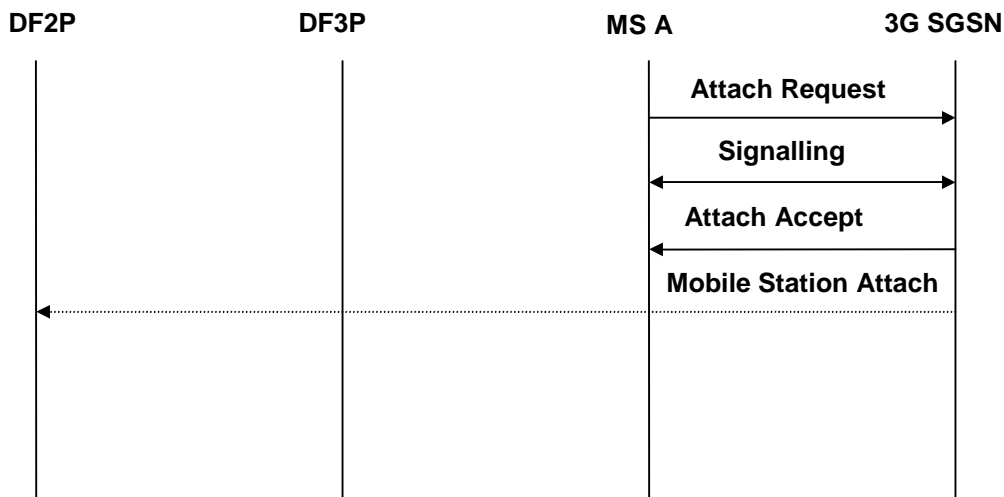 DF2P
DF3P
MS A
3G SGSN
Attach Request
Signalling
Attach Accept
Mobile Station Attach